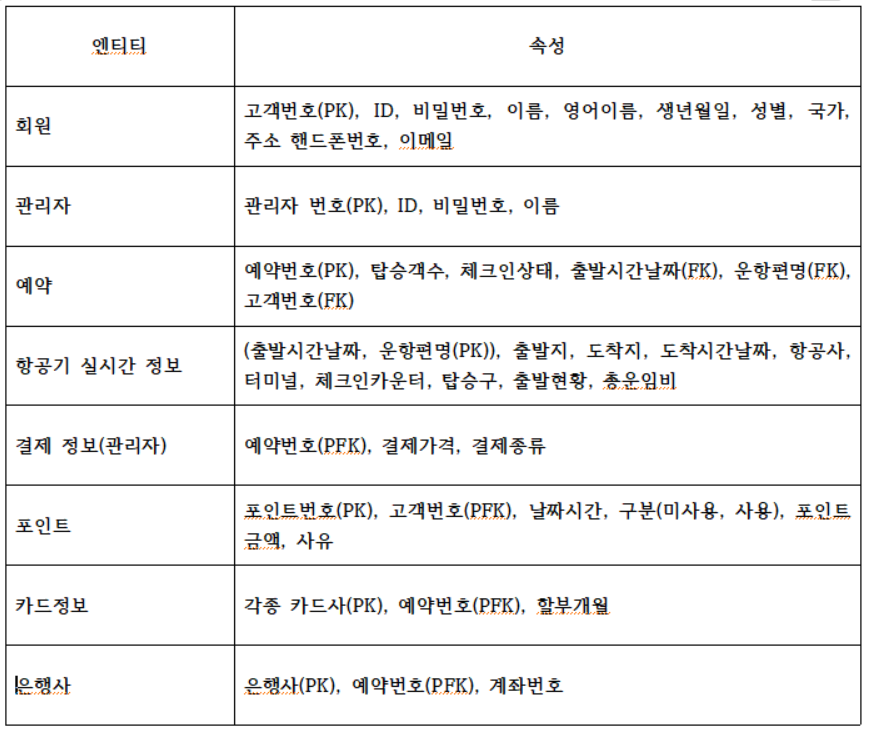 엔티티 속성
회원
고객번호(PK), ID, 비밀번호, 이름, 영어이름, 생년월일, 성별, 국가,
주소 핸드폰번호, 이메일
관리자
관리자 번호(PK), ID, 비밀번호, 이름
예약
예약번호(PK), 탑승객수, 체크인상태, 출발시간날짜(FK), 운항편명(FK),
고객번호(FK)
항공기 실시간 정보
(출발시간날짜, 운항편명(PK)), 출발지, 도착지, 도착시간날짜, 항공사,
터미널, 체크인카운터, 탑승구, 출발현황, 총운임비
결제 정보(관리자)
예약번호(PFK), 결제가격, 결제종류
포인트
포인트번호(PK), 고객번호(PFK), 날짜시간, 구분(미사용, 사용), 포인트
금액, 사유
카드정보
각종 카드사(PK), 예약번호(PFK), 할부개월
은행사
은행사(PK), 예약번호(PFK), 계좌번호